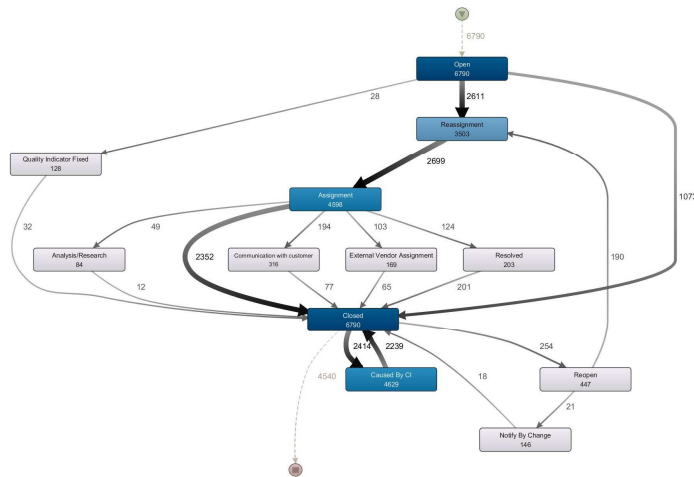 6790
Open
6790
28
2611
Reassignment
3503
Quality Indicator Fixed
128
2699
Assignment
4598
1073
32
49
194
103
124
190
2352
Analysis/Research
84
Communication with customer
316
External Vendor Assignment
169
Resolved
203
12
77
65
201
Closed
6790
2414
2239
254
4540
Caused By CI
4629
18
Reopen
447
21
Notify By Change
146